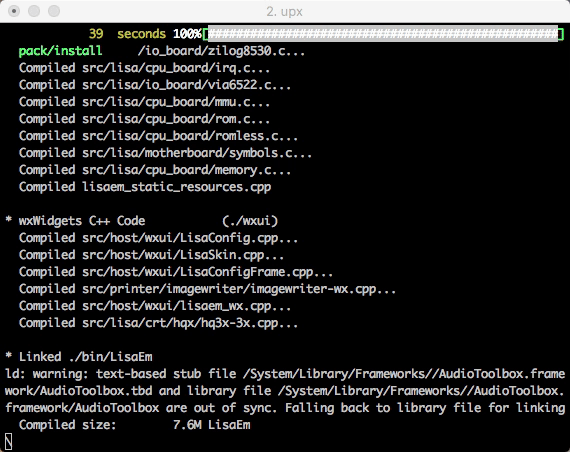 2. upx
39 seconds 100%[##################################################]
pack/install /io_board/zilog8530.c...
Compiled src/lisa/cpu_board/irq.c...
Compiled src/lisa/io_board/via6522.c...
Compiled src/lisa/cpu_board/mmu.c...
Compiled src/lisa/cpu_board/rom.c...
Compiled src/lisa/cpu_board/romless.c...
Compiled src/lisa/motherboard/symbols.c...
Compiled src/lisa/cpu_board/memory.c...
Compiled lisaem_static_resources.cpp
* wxWidgets C++ Code (./wxui)
Compiled src/host/wxui/LisaConfig.cpp...
Compiled src/host/wxui/LisaSkin.cpp...
Compiled src/host/wxui/LisaConfigFrame.cpp...
Compiled src/printer/imagewriter/imagewriter-wx.cpp...
Compiled src/host/wxui/lisaem_wx.cpp...
Compiled src/lisa/crt/hqx/hq3x-3x.cpp...
* Linked ./bin/LisaEm
ld: warning: text-based stub file /System/Library/Frameworks//AudioToolbox.frame
work/AudioToolbox.tbd and library file /System/Library/Frameworks//AudioToolbox.
framework/AudioToolbox are out of sync. Falling back to library file for linking
Compiled size: 7.6M LisaEm
\